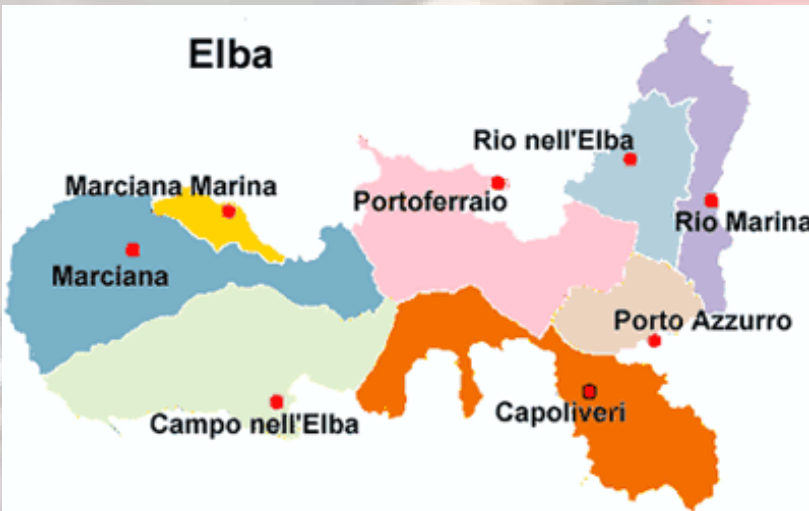 Elba
Rio nell'Elba
Marciana Marina
Portoferraio
Rio Marina
Marciana
Porto Azzurro
Capoliveri
Campo nell'Elba